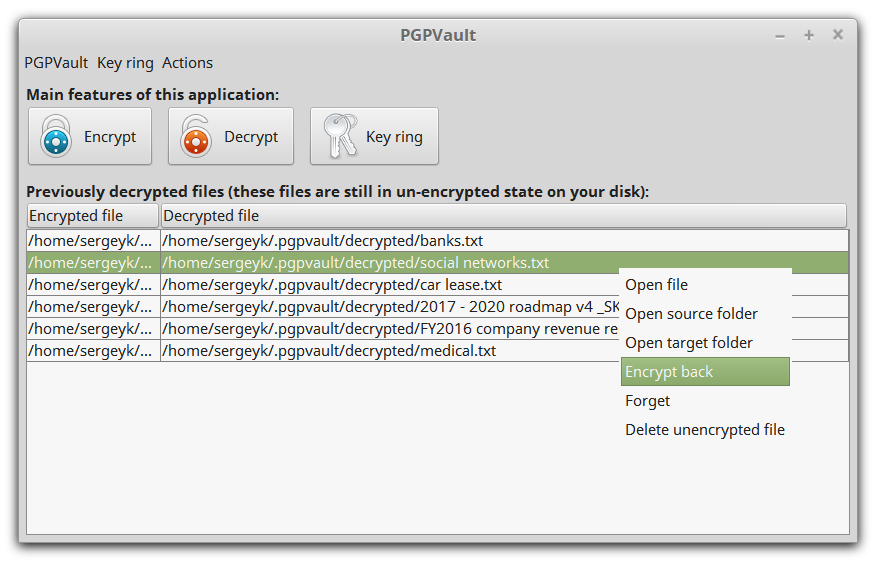 PGPVault
PGPVault Key ring Actions
Main features of this application:
Encrypt Decrypt Key ring
Previously decrypted files (these files are still in un-encrypted state on your disk):
Encrypted file Decrypted file
/home/sergeyk/... /home/sergeyk/.pgpvault/decrypted/banks.txt
/home/sergeyk/... /home/sergeyk/.pgpvault/decrypted/social networks.txt
/home/sergeyk/... /home/sergeyk/.pgpvault/decrypted/car lease.txt
/home/sergeyk/... /home/sergeyk/.pgpvault/decrypted/2017 - 2020 roadmap v4 _SK
/home/sergeyk/... /home/sergeyk/.pgpvault/decrypted/FY2016 company revenue re
/home/sergeyk/... /home/sergeyk/.pgpvault/decrypted/medical.txt
Open file
Open source folder
Open target folder
Encrypt back
Forget
Delete unencrypted file